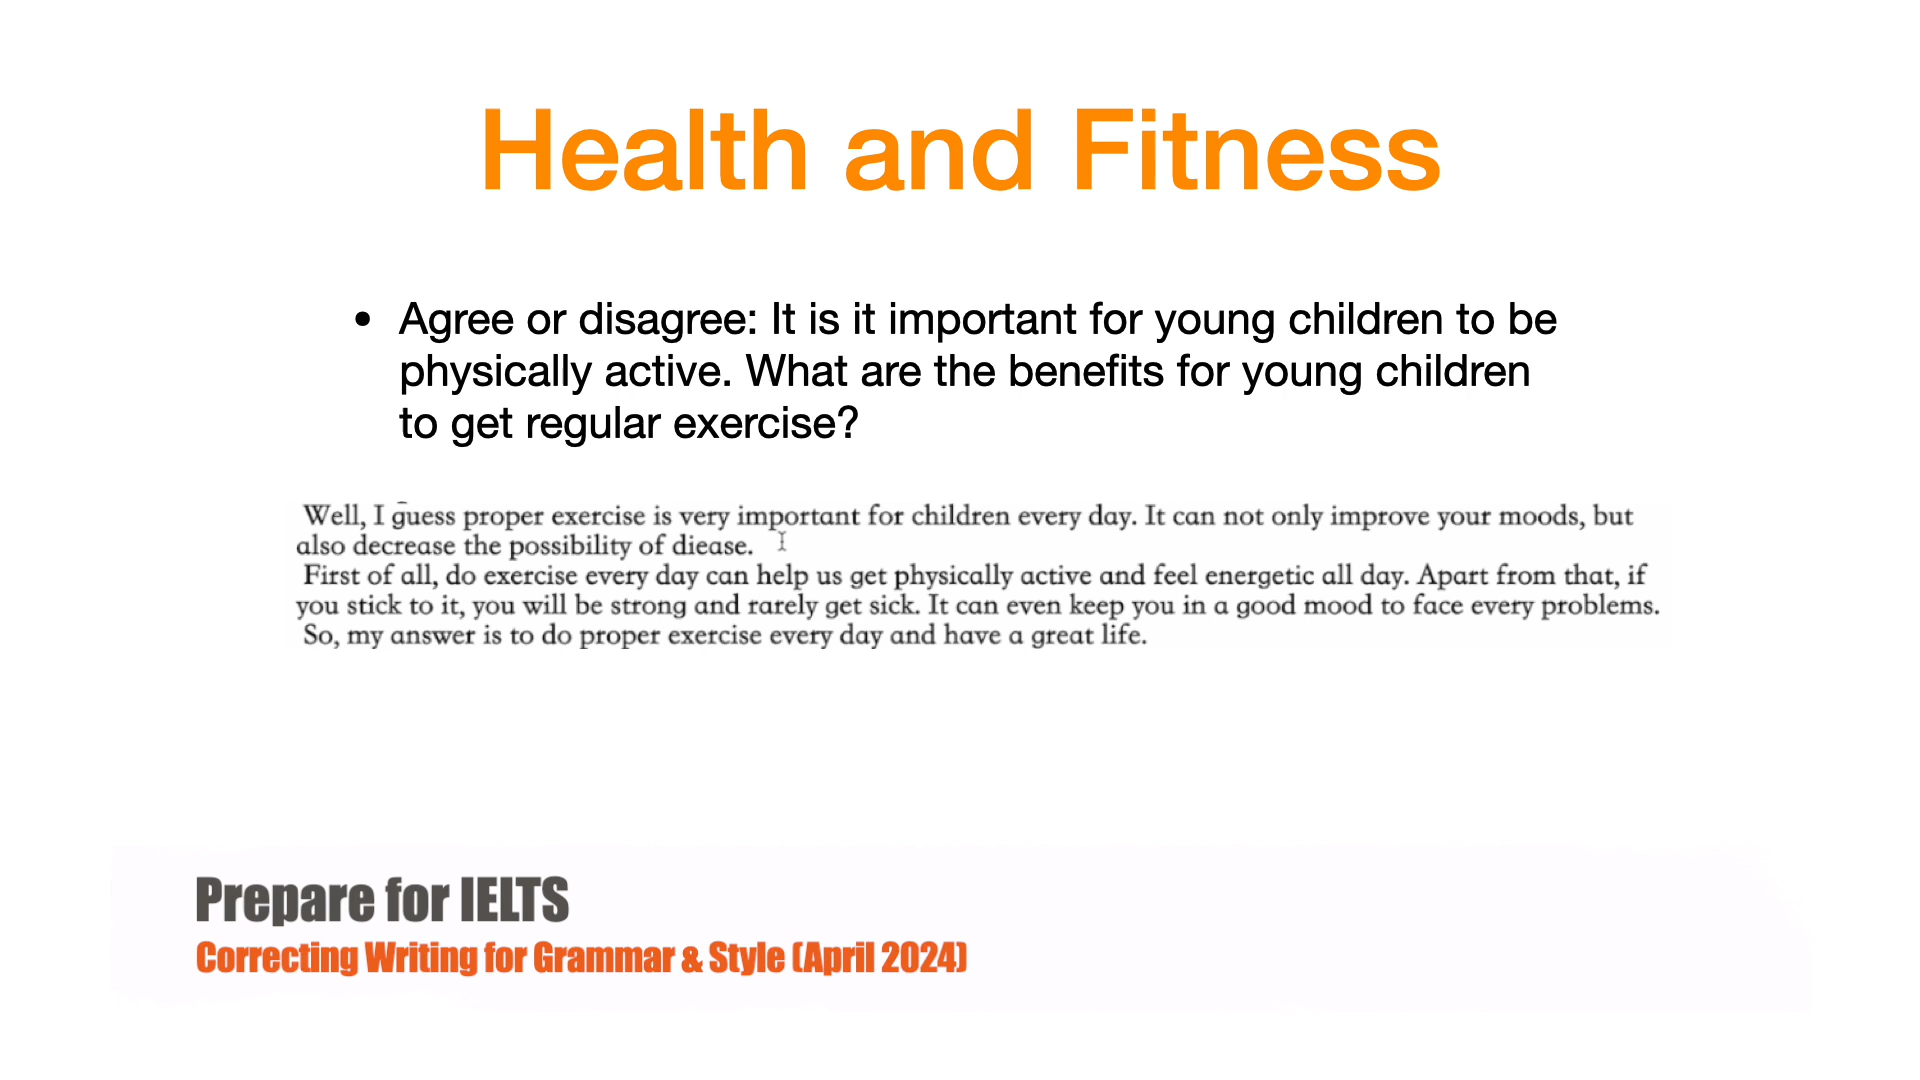 Health and Fitness
• Agree or disagree: It is it important for young children to be
physically active. What are the benefits for young children
to get regular exercise?
Well, I guess proper exercise is very important for children every day. It can not only improve your moods, but
also decrease the possibility of diease.
First of all, do exercise every day can help us get physically active and feel energetic all day. Apart from that, if
you stick to it, you will be strong and rarely get sick. It can even keep you in a good mood to face every problems.
So, my answer is to do proper exercise every day and have a great life.
Prepare for IELTS
Correcting Writing for Grammar & Style (April 2024)